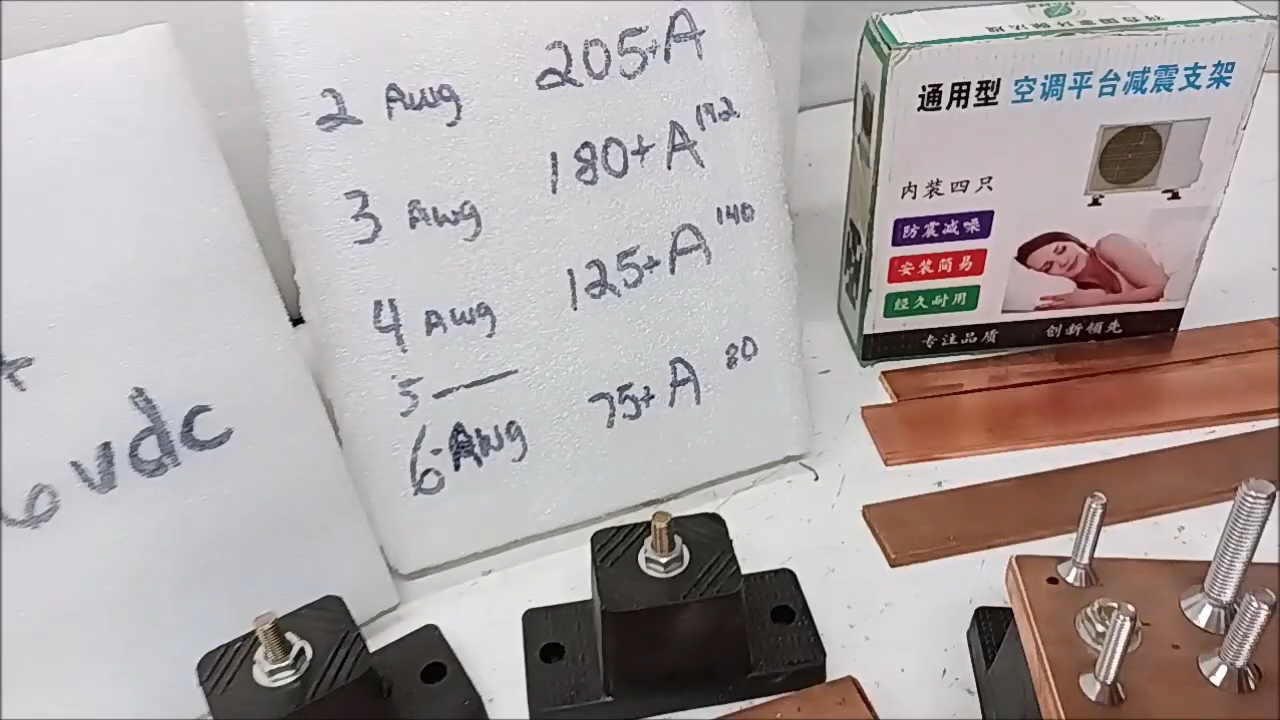 2 Awg 205+A
3 Awg 180+A 192
4 Awg 125+A 140
5 —
6 Awg 75+A 80
6vdc
通用型 空调平台减震支架
内装四只
防震减噪
安装简易
经久耐用
专注品质 创新领先